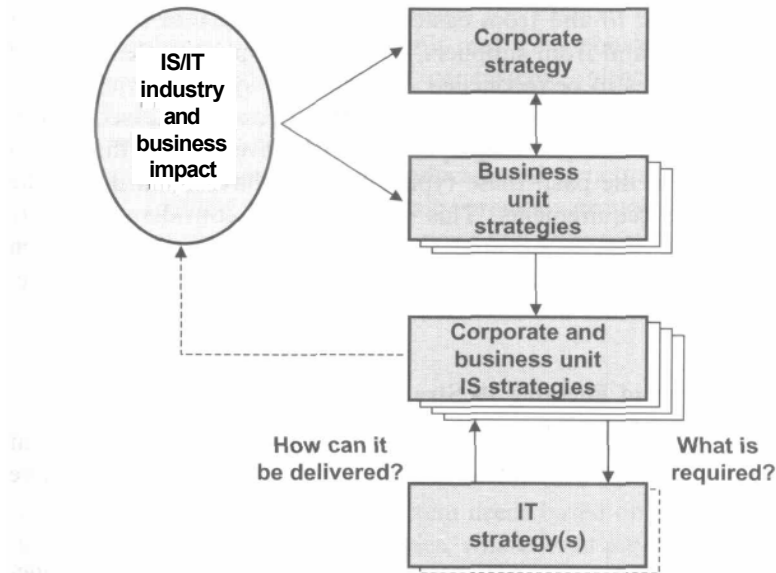 IS/IT
industry
and
business
impact
Corporate
strategy
Business
unit
strategies
Corporate and
business unit
IS strategies
How can it
be delivered?
What is
required?
IT
strategy(s)